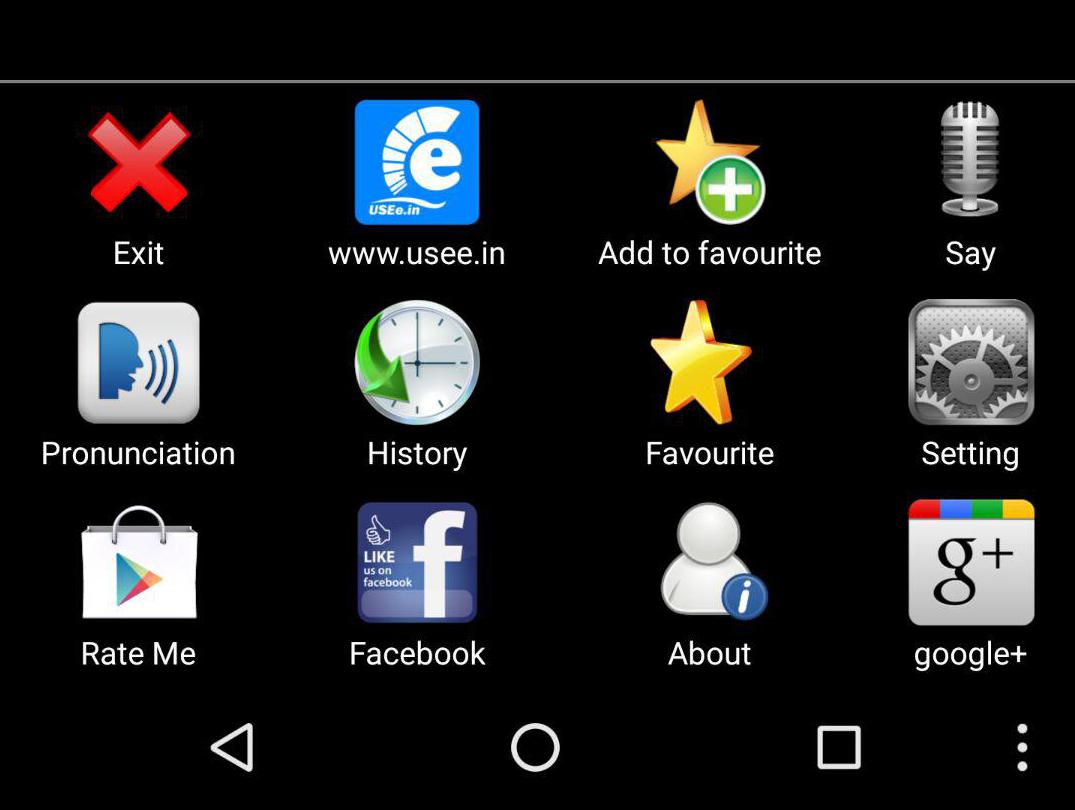 e
USEe.in
Exit
www.usee.in
Add to favourite
Say
Pronunciation
History
Favourite
Setting
LIKE
us on
facebook
f
i
g+
Rate Me
Facebook
About
google+